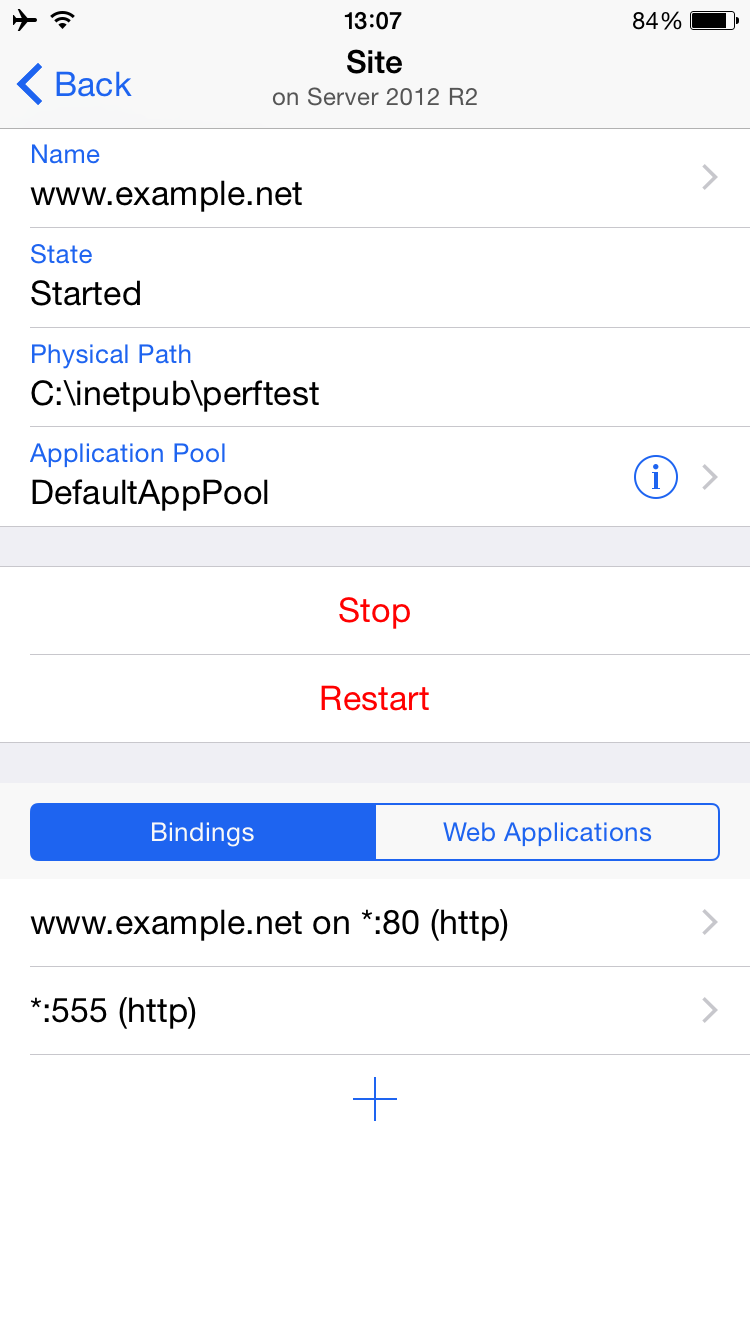 13:07
84%
Back
Site
on Server 2012 R2
Name
www.example.net
State
Started
Physical Path
C:\inetpub\perftest
Application Pool
DefaultAppPool
i
Stop
Restart
Bindings
Web Applications
www.example.net on *:80 (http)
*:555 (http)